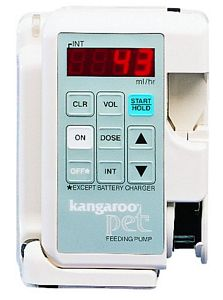 INT
43
ml/hr
CLR VOL START HOLD
ON DOSE
OFF* INT
*EXCEPT BATTERY CHARGER
kangaroo
pet
FEEDING PUMP